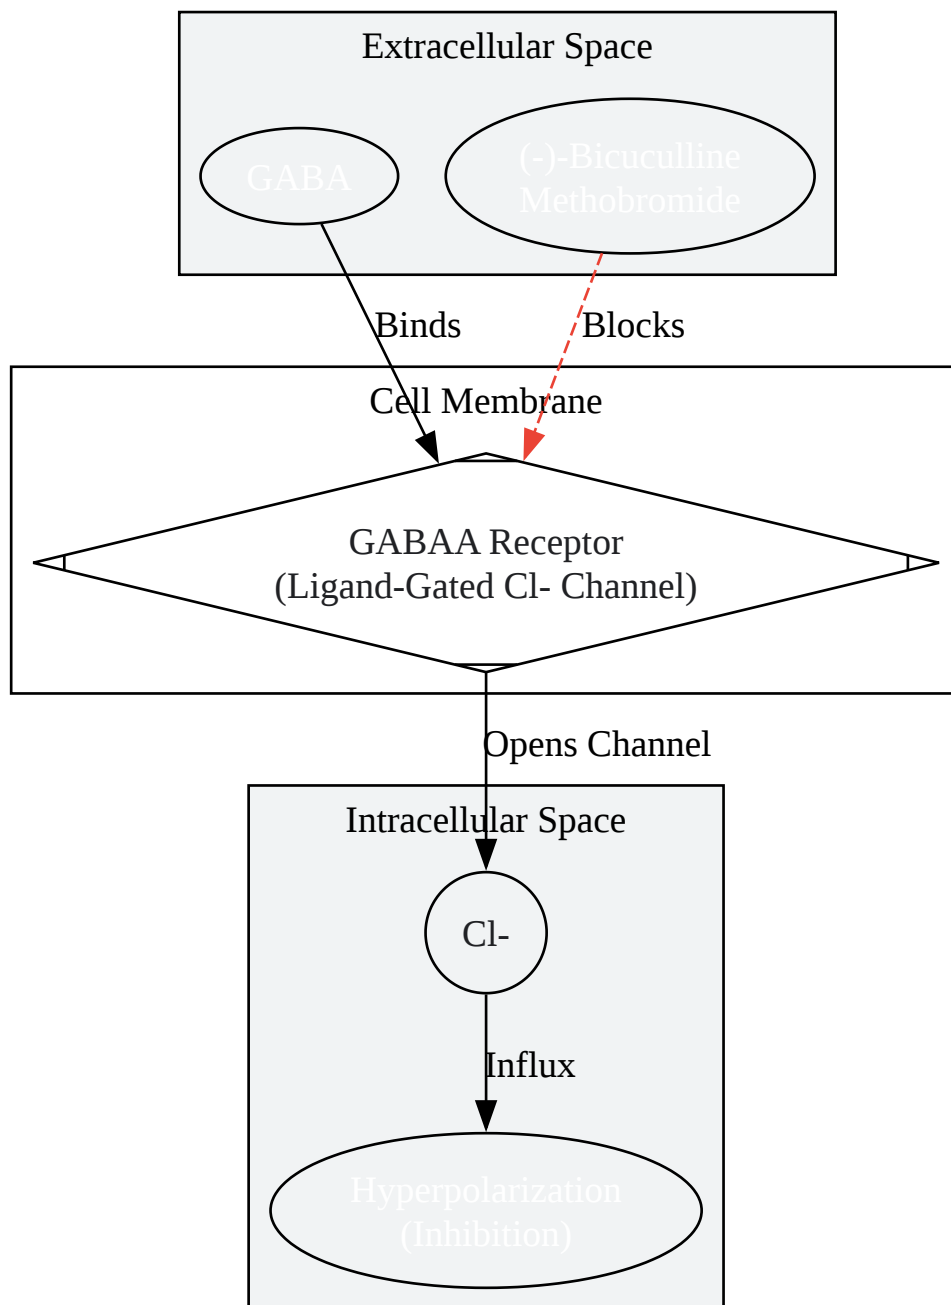 Extracellular Space
GABA
(-)-Bicuculline
Methobromide
Binds
Blocks
Cell Membrane
GABAA Receptor
(Ligand-Gated Cl- Channel)
Opens Channel
Intracellular Space
Cl-
Influx
Hyperpolarization
(Inhibition)